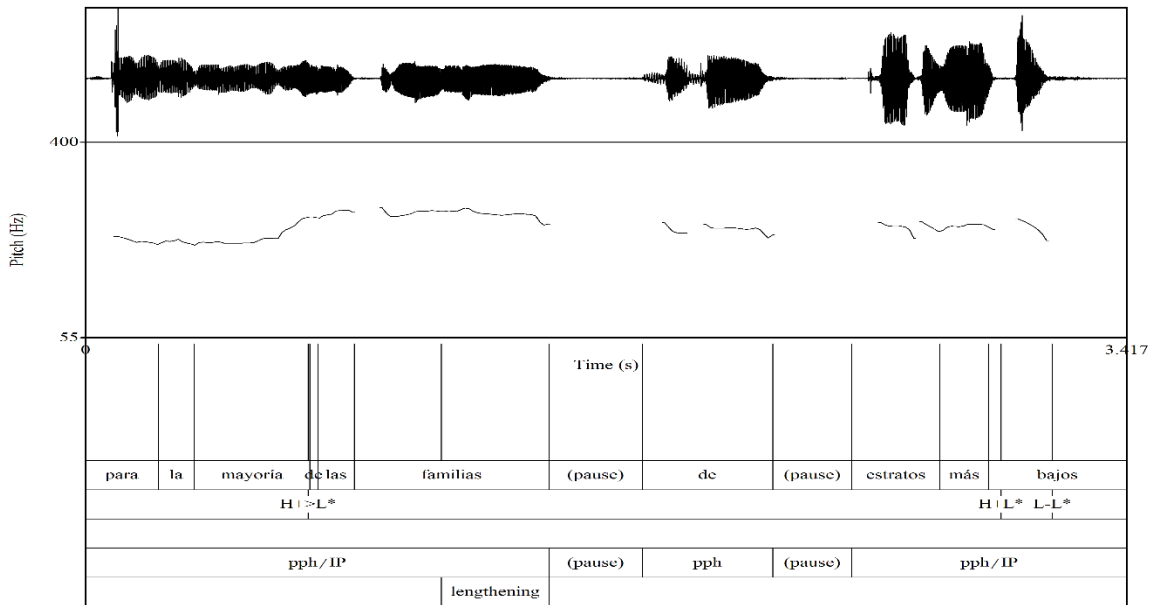 400
Pitch (Hz)
55
0
3.417
Time (s)
para la mayoría de las familias (pause) de (pause) estratos más bajos
H+>L* H+L* L-L*
pph/IP (pause) pph (pause) pph/IP
lengthening